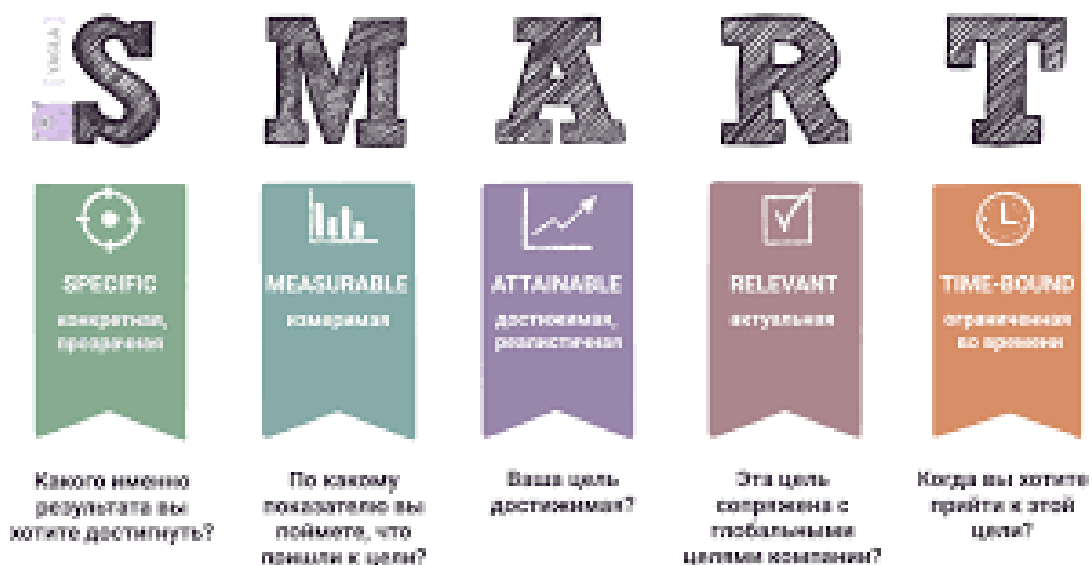 [ YAGLA ]
S M A R T
SPECIFIC
конкретная,
прозрачная
MEASURABLE
измеримая
ATTAINABLE
достижимая,
реалистичная
RELEVANT
актуальная
TIME-BOUND
ограниченная
во времени
Какого именно
результата вы
хотите достигнуть?
По какому
показателю вы
поймете, что
пришли к цели?
Ваша цель
достижимая?
Эта цель
сопряжена с
глобальными
целями компании?
Когда вы хотите
прийти к этой
цели?